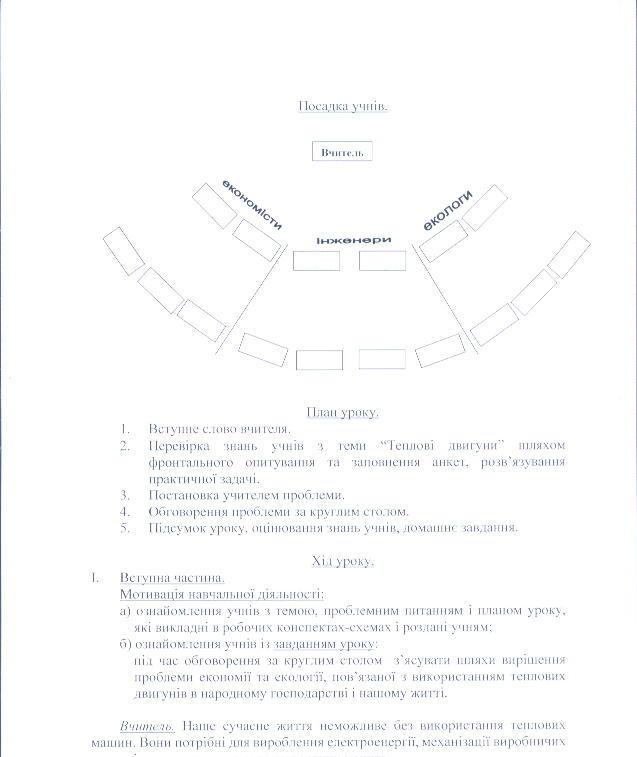 Посадка учнів.
Вчитель
економісти
інженери
екологи
План уроку.
1. Вступне слово вчителя.
2. Перевірка знань учнів з теми “Теплові двигуни” шляхом
фронтального опитування та заповнення анкет, розв’язування
практичної задачі.
3. Постановка учителем проблеми.
4. Обговорення проблеми за круглим столом.
5. Підсумок уроку, оцінювання знань учнів, домашнє завдання.
Хід уроку.
I. Вступна частина.
Мотивація навчальної діяльності:
а) ознайомлення учнів з темою, проблемним питанням і планом уроку,
які викладні в робочих конспектах-схемах і роздані учням;
б) ознайомлення учнів із завданням уроку:
під час обговорення за круглим столом з’ясувати шляхи вирішення
проблеми економії та екології, пов’язаної з використанням теплових
двигунів в народному господарстві і нашому житті.
Вчитель. Наше сучасне життя неможливе без використання теплових
машин. Вони потрібні для вироблення електроенергії, механізації виробничих